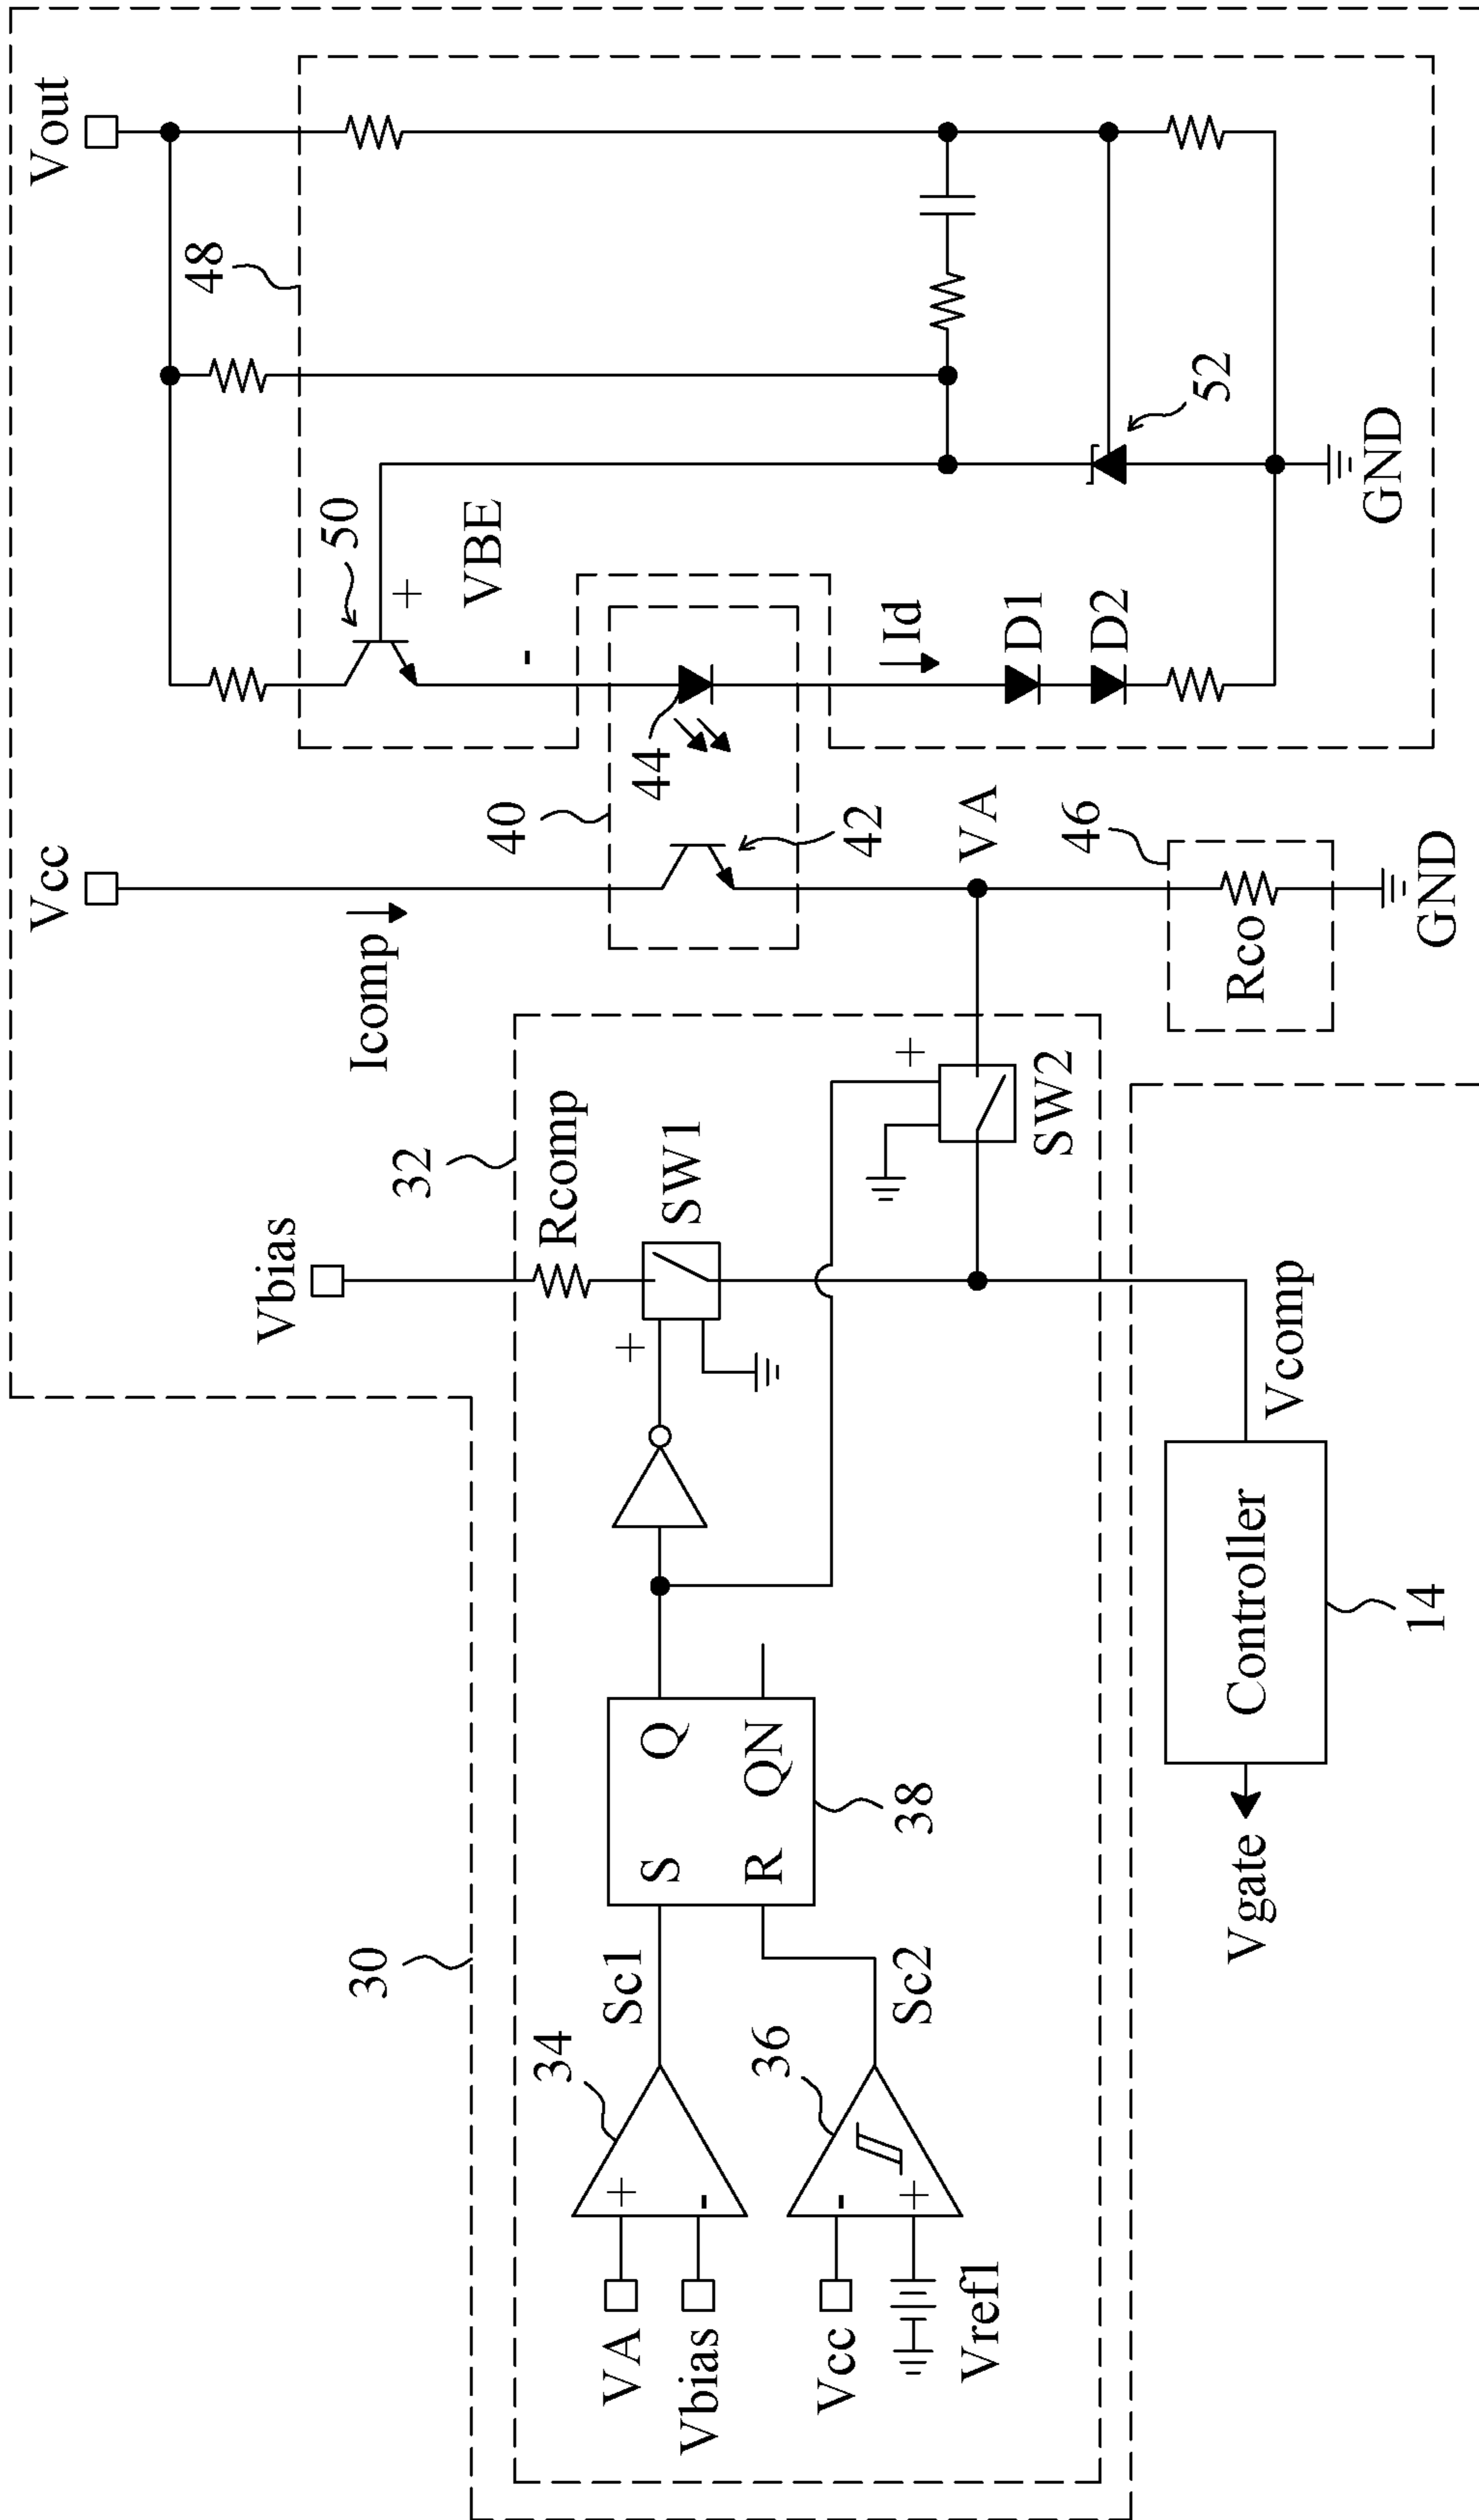 Vout
48
50
+
VBE
-
52
GND
44
Id
D1
D2
Vcc
40
42
VA
46
Icomp
Rco
GND
32
Rcomp
Vbias
SW1
+
+
SW2
30
Vcomp
Controller
14
Vgate
S
Q
R
QN
38
Sc1
Sc2
34
36
+
-
-
+
VA
Vbias
Vcc
Vref1